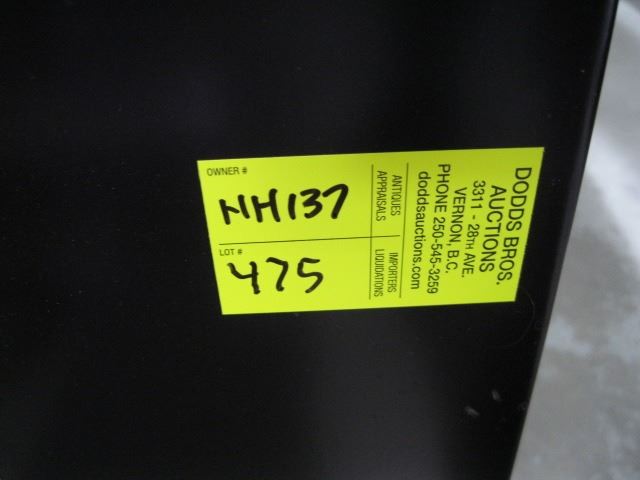 OWNER #
HH137
LOT #
475
ANTIQUES
APPRAISALS
IMPORTERS
LIQUIDATIONS
DODDS BROS.
AUCTIONS
3311 - 28TH AVE.
VERNON, B.C.
PHONE 250-545-3259
doddsauctions.com